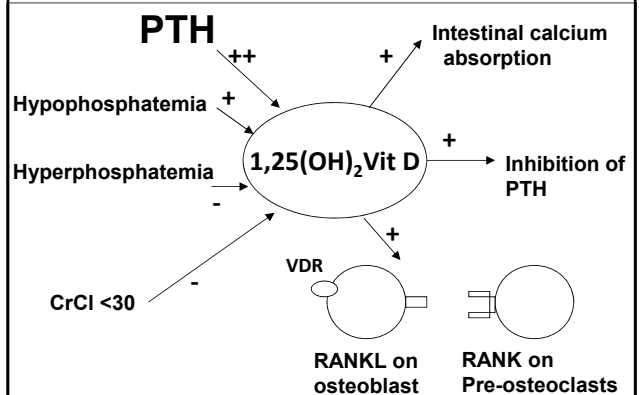 PTH
++
Intestinal calcium
absorption
+
Hypophosphatemia
+
1,25(OH)₂Vit D
+
Inhibition of
PTH
Hyperphosphatemia
-
+
VDR
CrCl <30
-
RANKL on
osteoblast
RANK on
Pre-osteoclasts